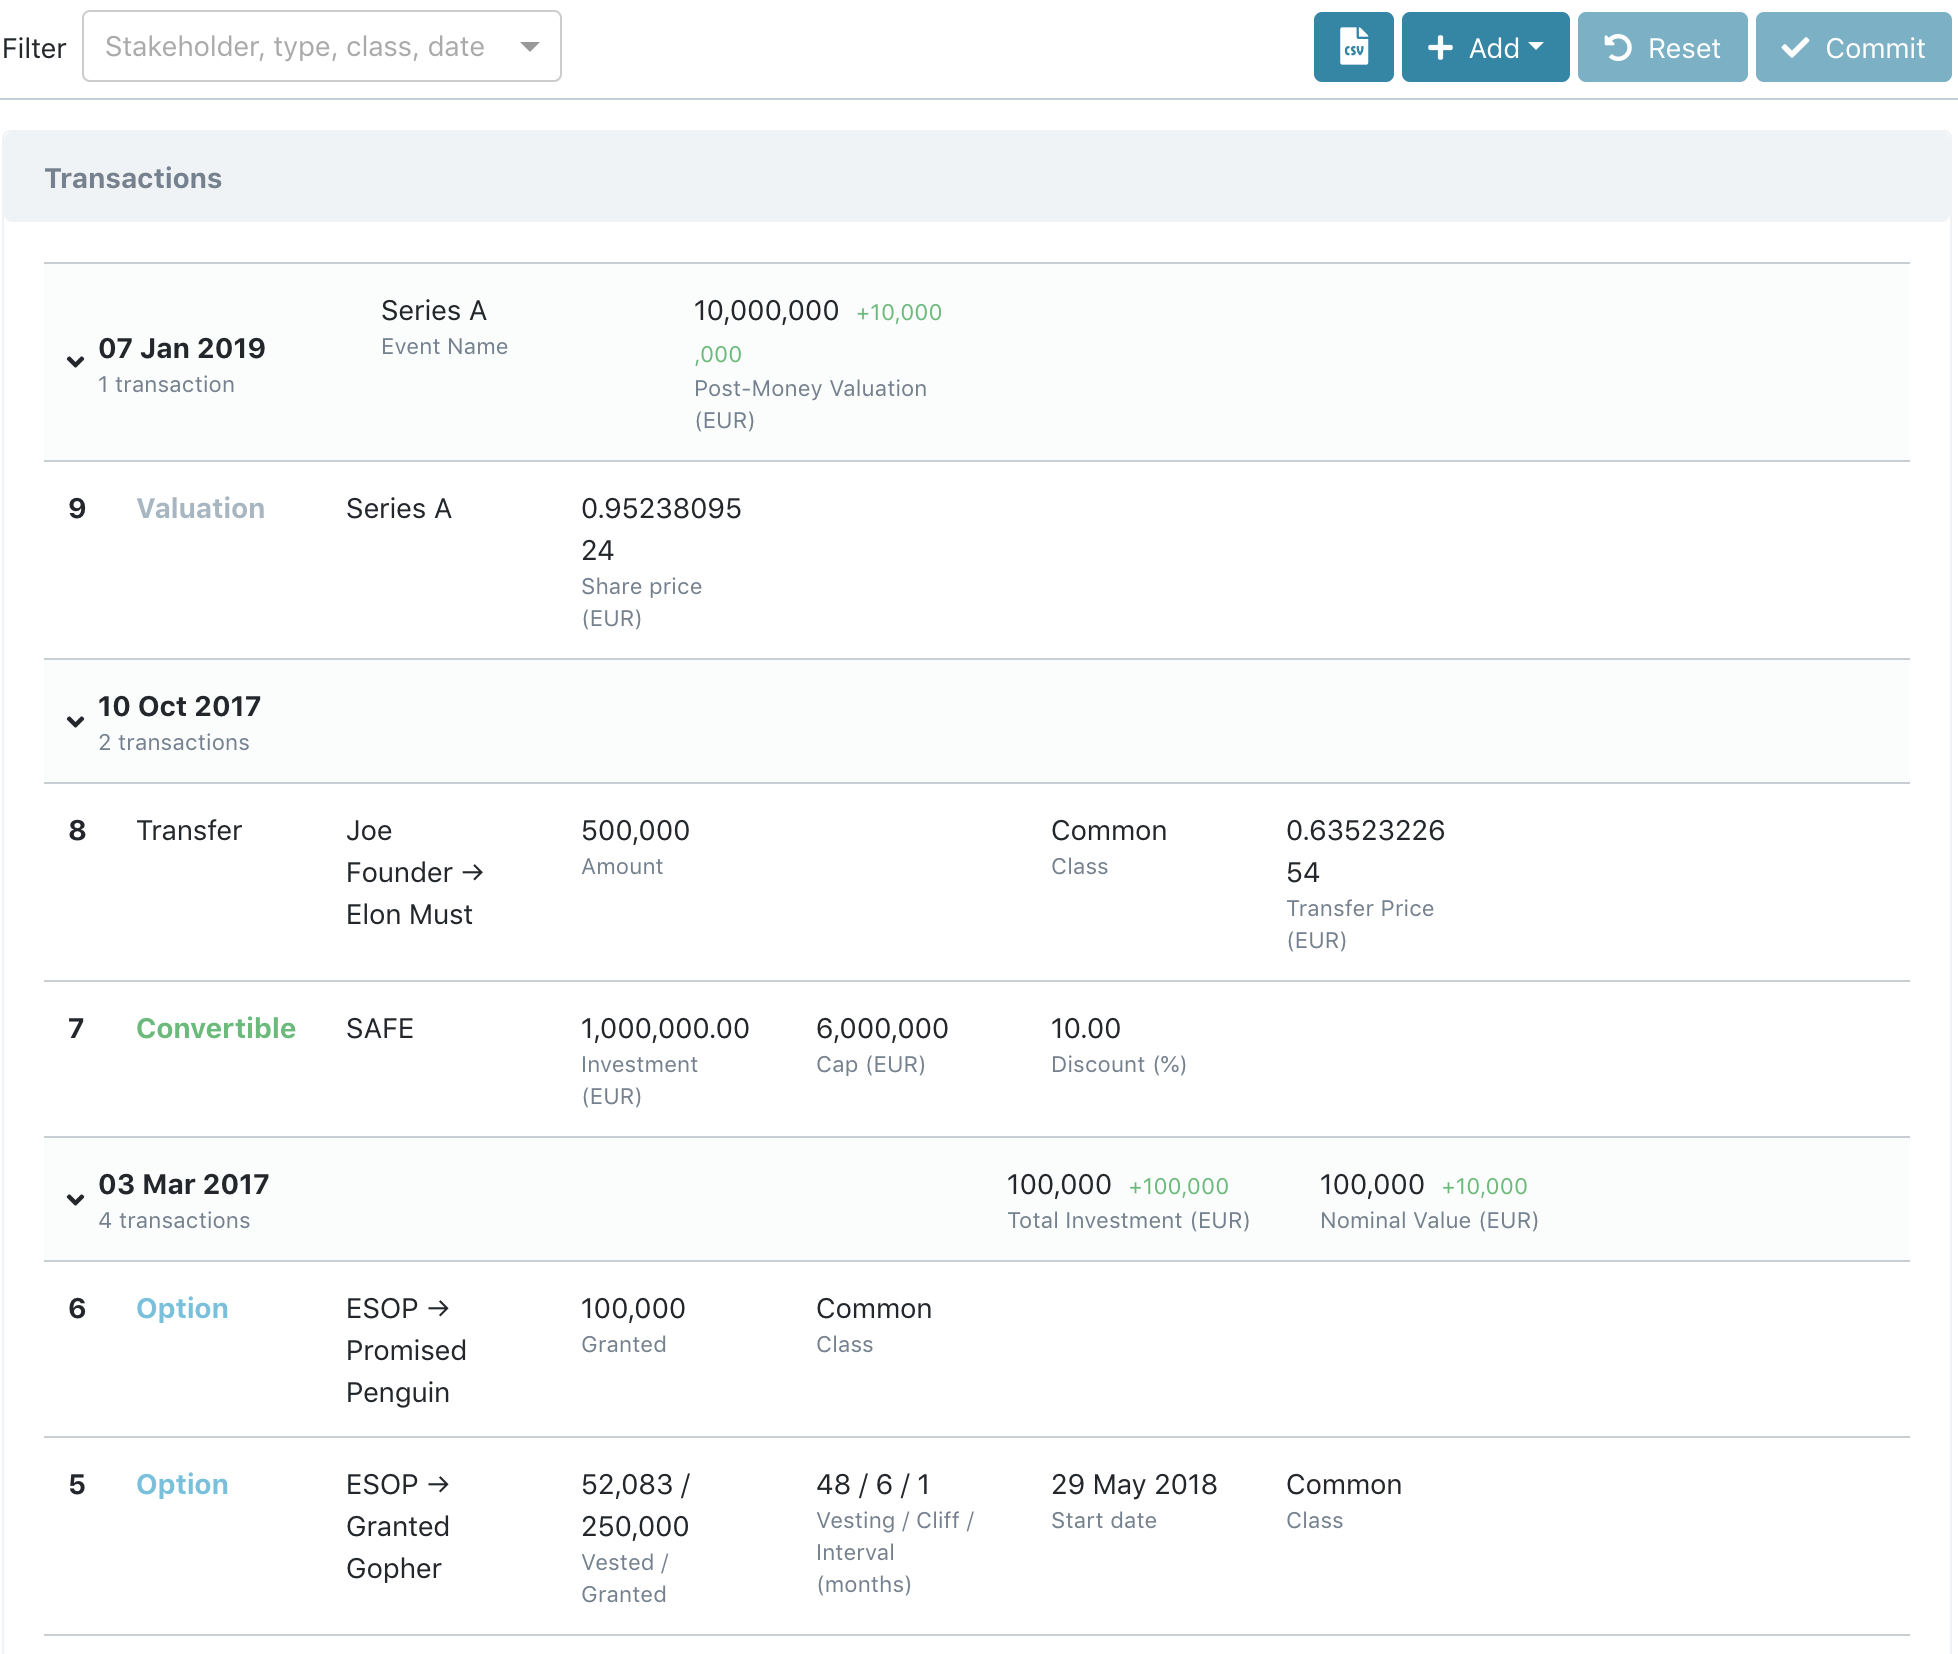 Filter
Stakeholder, type, class, date
CSV
Add
Reset
Commit
Transactions
07 Jan 2019
1 transaction
Series A
Event Name
10,000,000 +10,000
,000
Post-Money Valuation
(EUR)
9
Valuation
Series A
0.95238095
24
Share price
(EUR)
10 Oct 2017
2 transactions
8
Transfer
Joe
Founder →
Elon Must
500,000
Amount
Common
Class
0.63523226
54
Transfer Price
(EUR)
7
Convertible
SAFE
1,000,000.00
Investment
(EUR)
6,000,000
Cap (EUR)
10.00
Discount (%)
03 Mar 2017
4 transactions
100,000 +100,000
Total Investment (EUR)
100,000 +10,000
Nominal Value (EUR)
6
Option
ESOP →
Promised
Penguin
100,000
Granted
Common
Class
5
Option
ESOP →
Granted
Gopher
52,083 /
250,000
Vested /
Granted
48 / 6 / 1
Vesting / Cliff /
Interval
(months)
29 May 2018
Start date
Common
Class